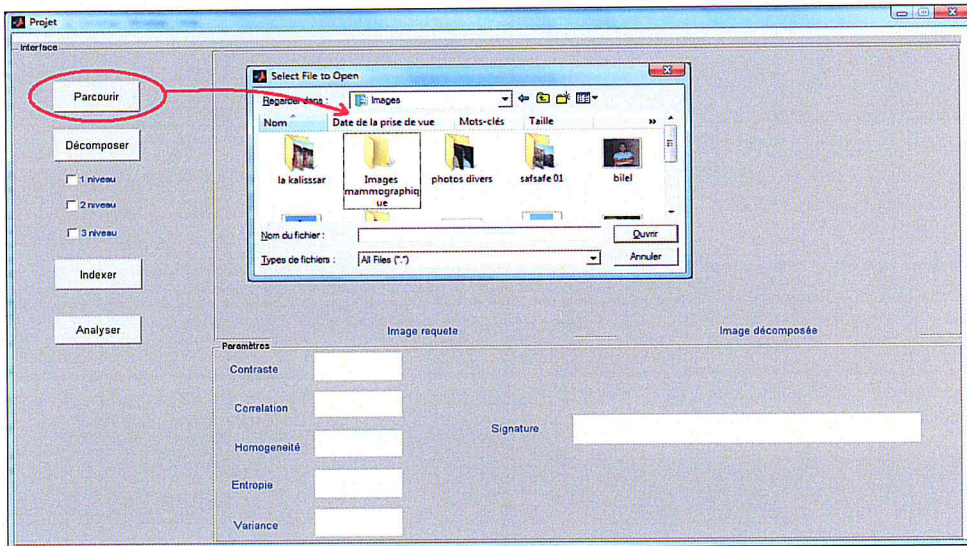 Projet
Interface
Parcourir
Décomposer
1 niveau
2 niveau
3 niveau
Indexer
Analyser
Select File to Open
Regarder dans :
Images
Nom
Date de la prise de vue
Mots-clés
Taille
»
la kalisssar
Images
mammographiq
ue
photos divers
safsafe 01
bilel
Nom du fichier :
Ouvrir
Types de fichiers :
All Files (*.*)
Annuler
Image requete
Image décomposée
Paramètres
Contraste
Correlation
Homogeneité
Entropie
Variance
Signature